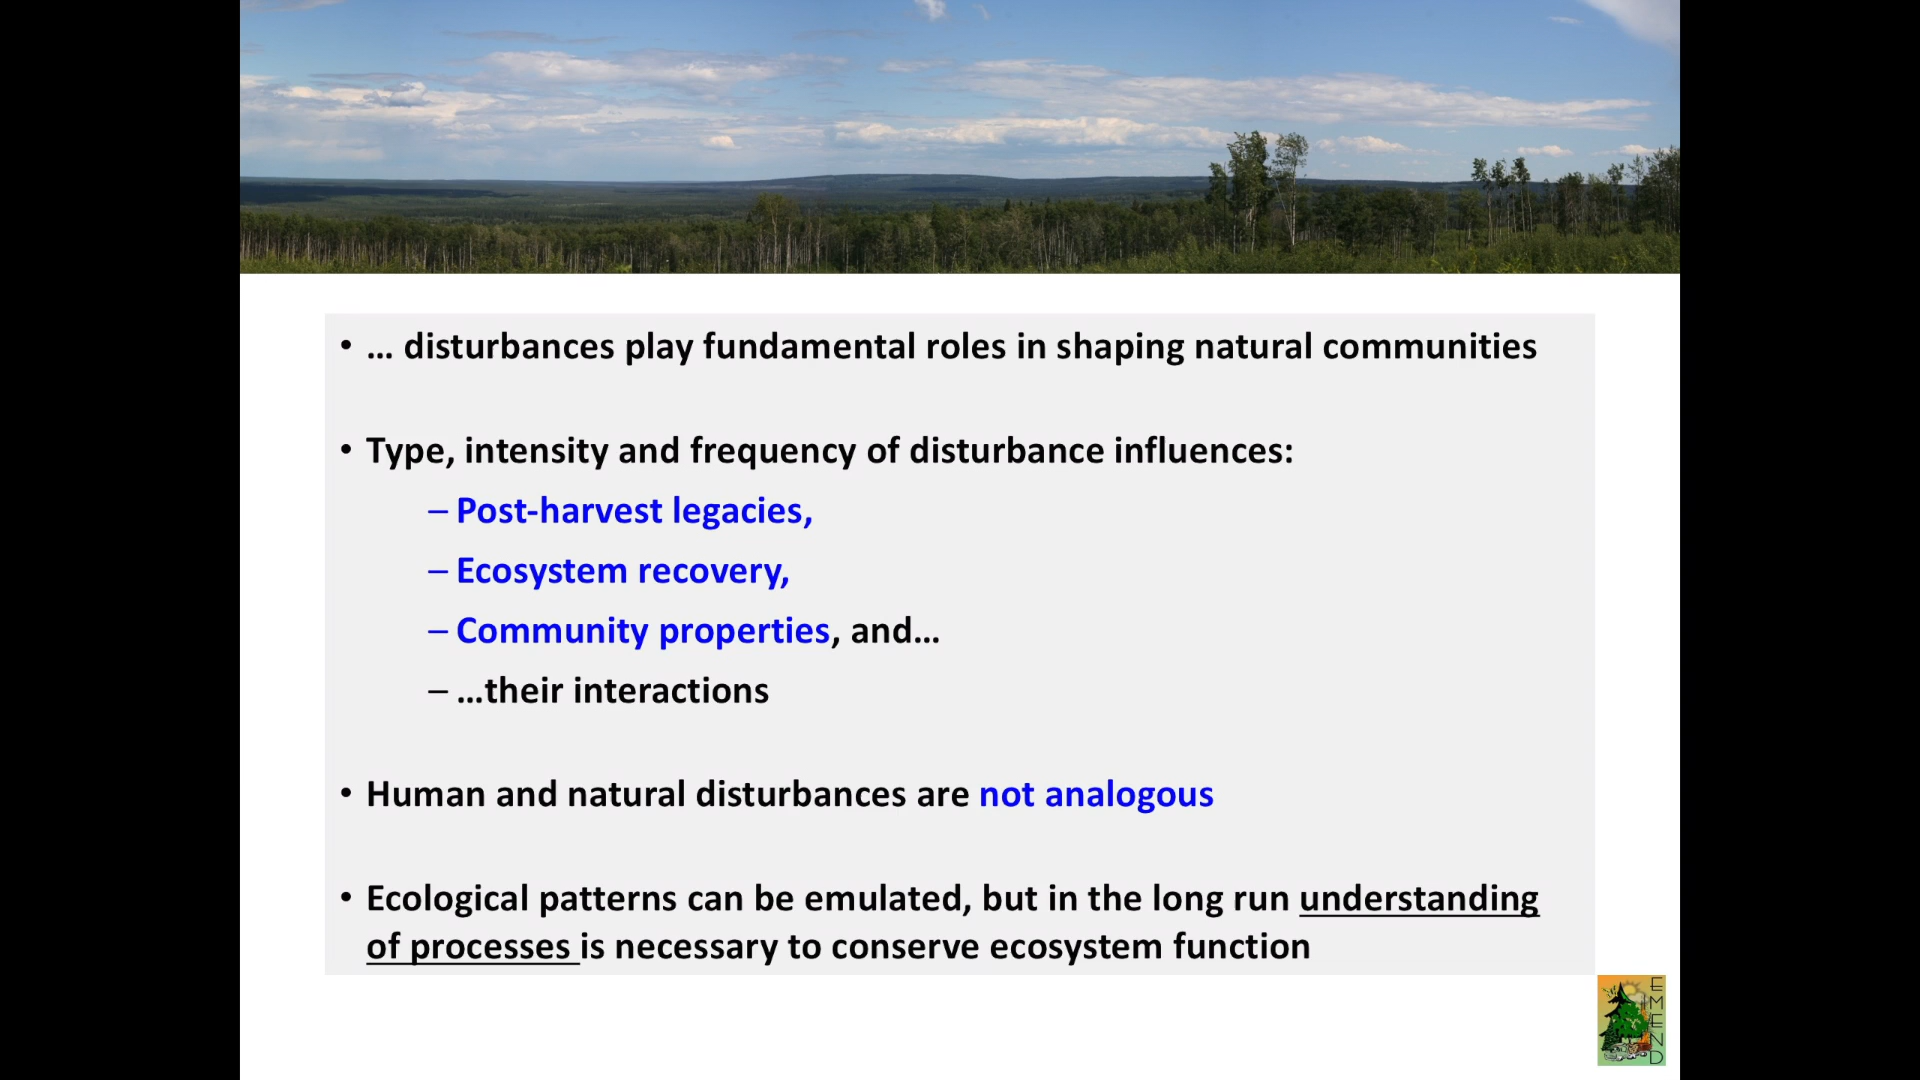 • … disturbances play fundamental roles in shaping natural communities
• Type, intensity and frequency of disturbance influences:
– Post-harvest legacies,
– Ecosystem recovery,
– Community properties, and…
– …their interactions
• Human and natural disturbances are not analogous
• Ecological patterns can be emulated, but in the long run understanding
of processes is necessary to conserve ecosystem function
EMEND